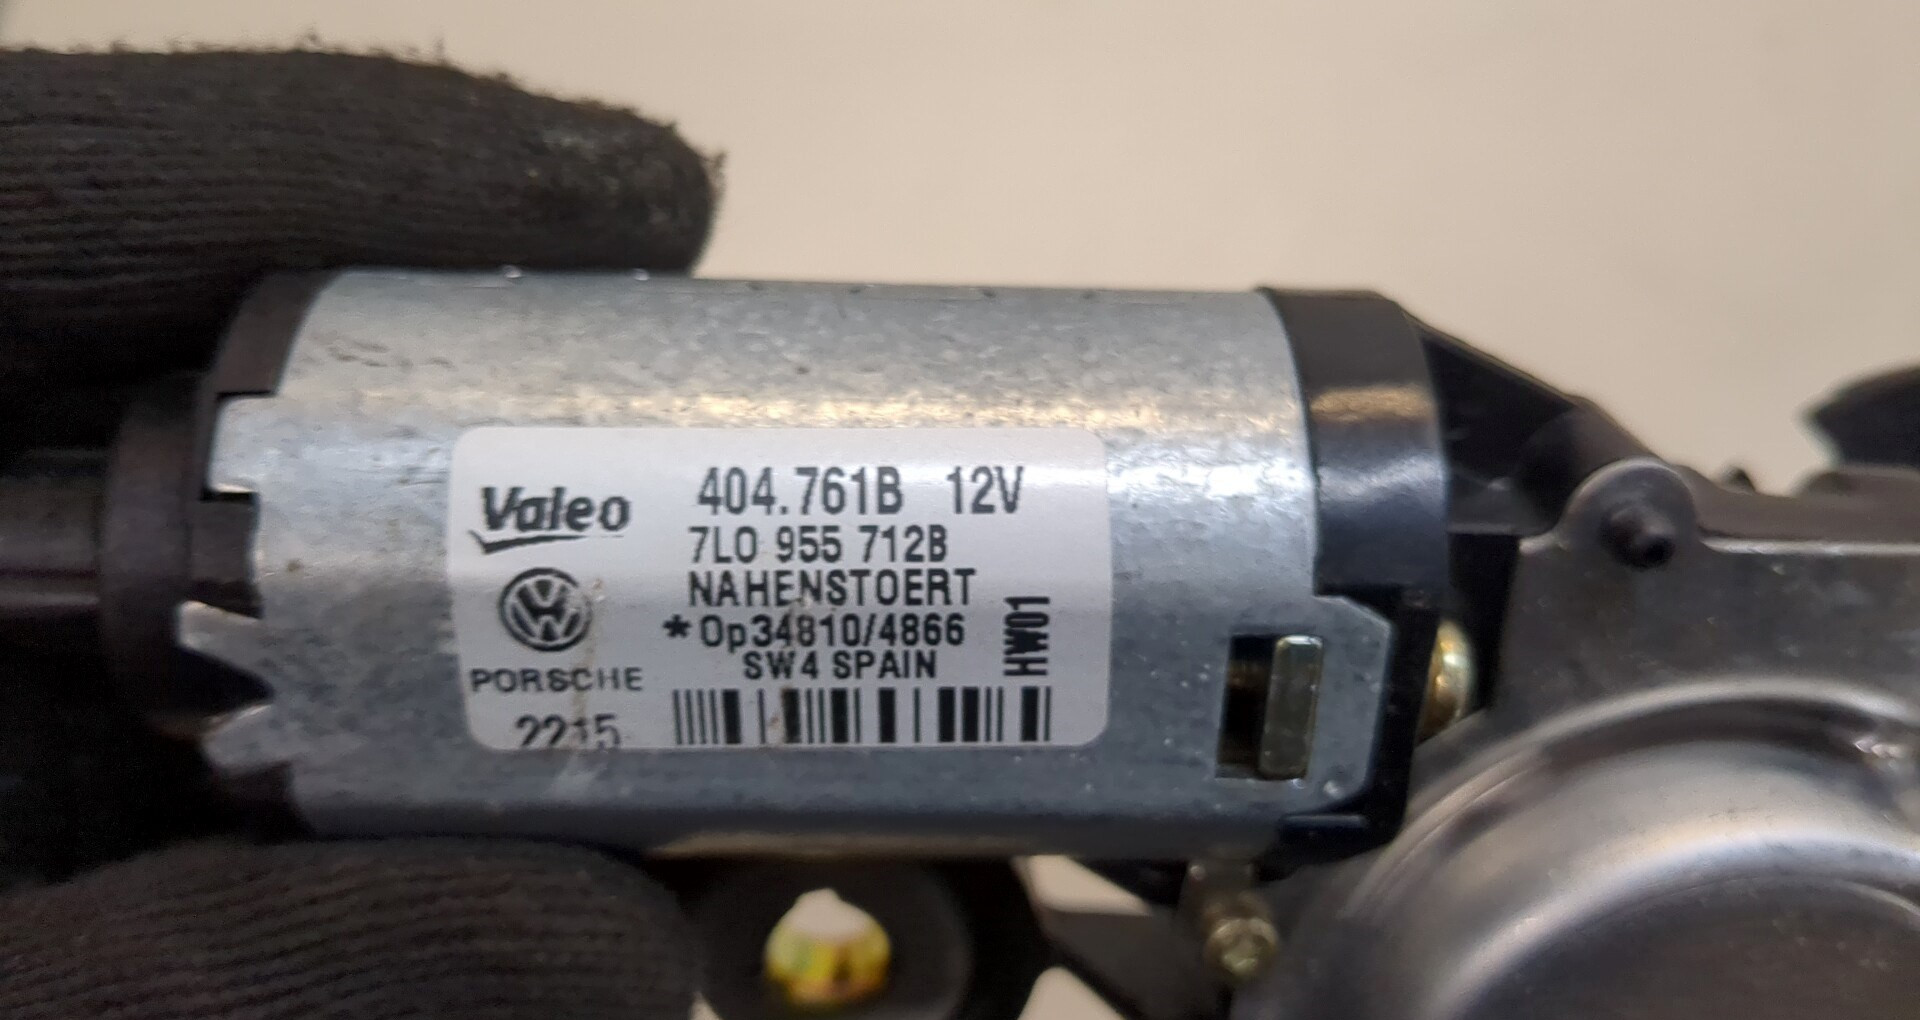 Valeo
404.761B 12V
7L0 955 712B
NAHENSTOERT
*Op34810/4866
SW4 SPAIN
HW01
PORSCHE
2215